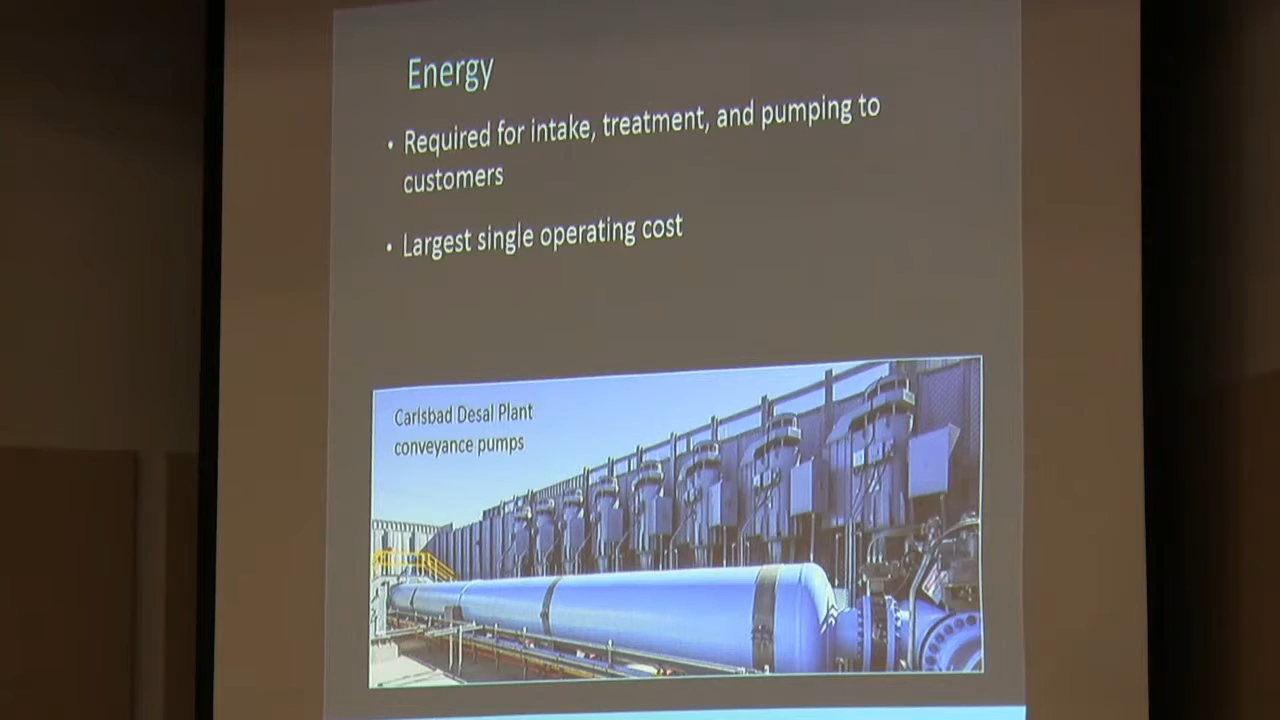 Energy
• Required for intake, treatment, and pumping to
customers
• Largest single operating cost
Carlsbad Desal Plant
conveyance pumps